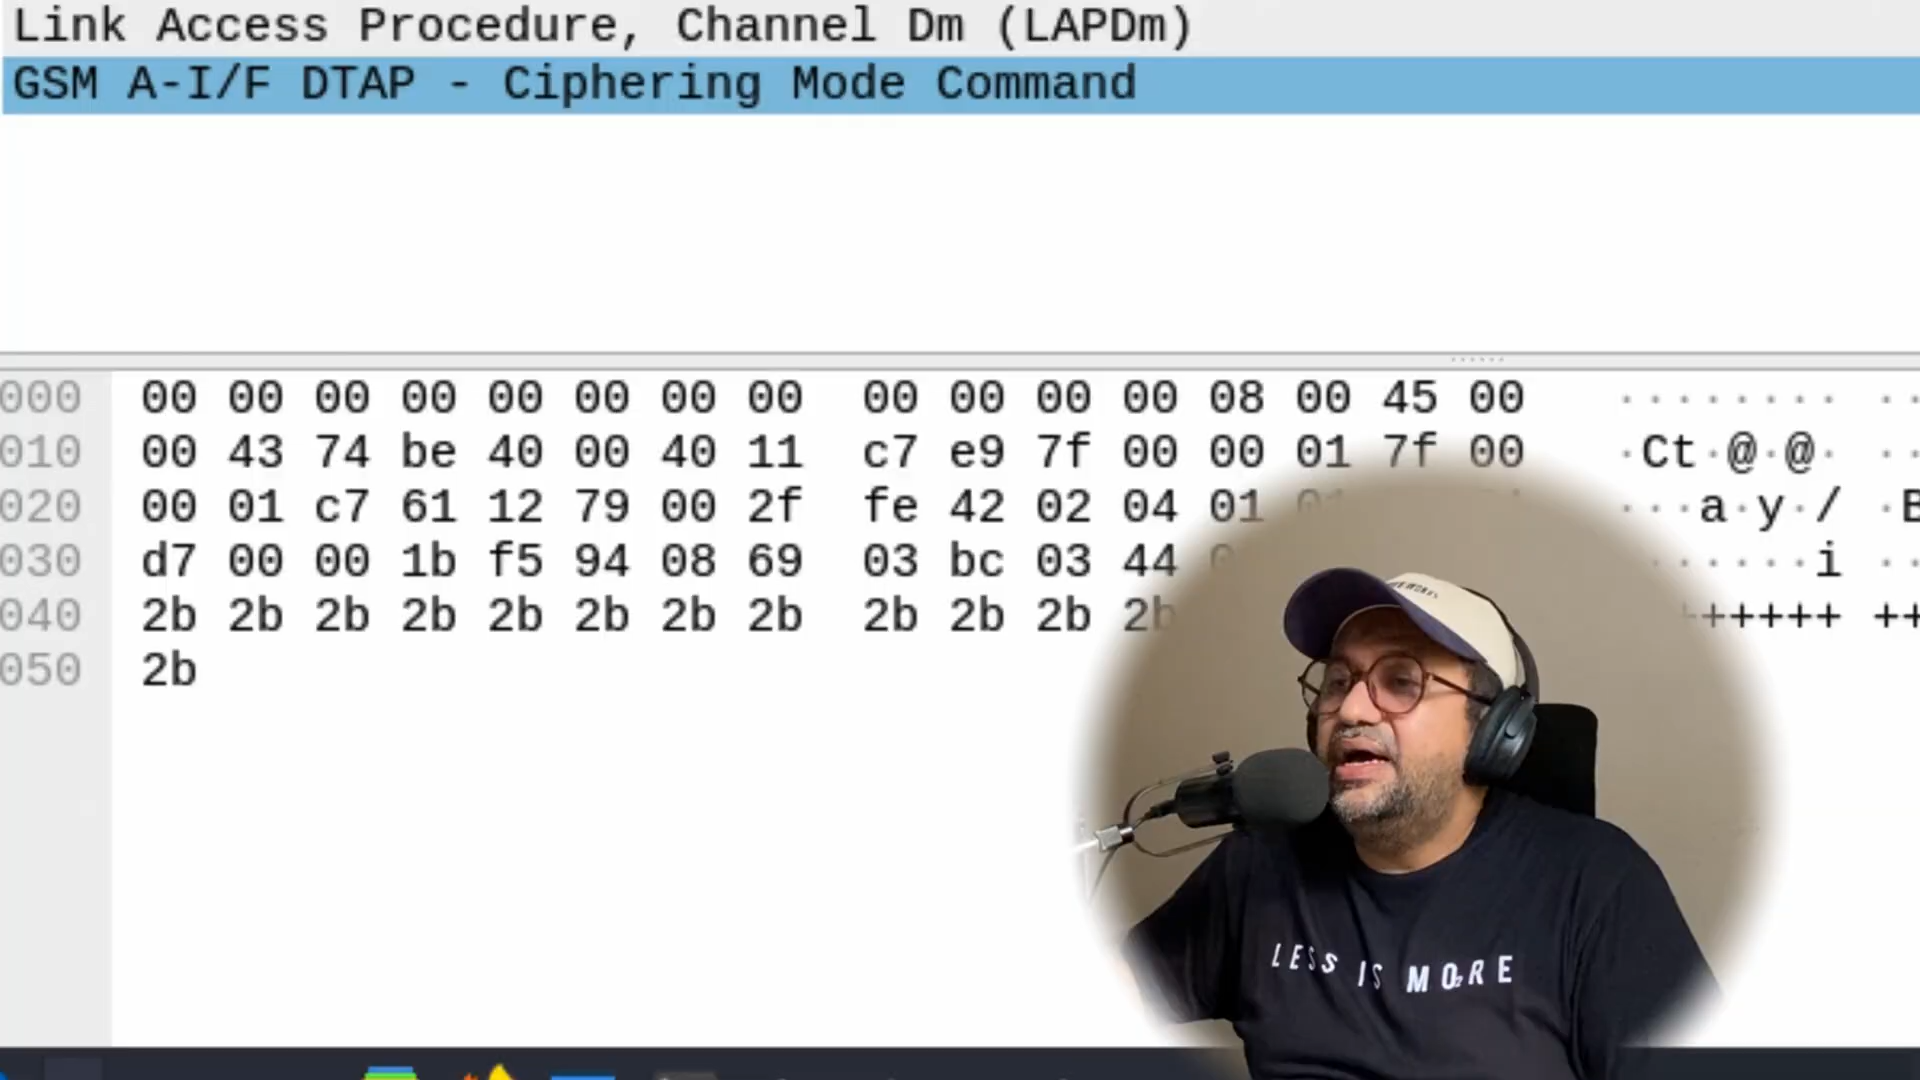 Link Access Procedure, Channel Dm (LAPDm)
GSM A-I/F DTAP - Ciphering Mode Command
000 00 00 00 00 00 00 00 00 00 00 00 00 08 00 45 00 ········ ··
010 00 43 74 be 40 00 40 11 c7 e9 7f 00 00 01 7f 00 ·Ct·@·@· ··
020 00 01 c7 61 12 79 00 2f fe 42 02 04 01 ···a·y·/ ·B
030 d7 00 00 1b f5 94 08 69 03 bc 03 44 ······i ··
040 2b 2b 2b 2b 2b 2b 2b 2b 2b 2b 2b 2b ++++++ ++
050 2b
LESS IS MO2RE